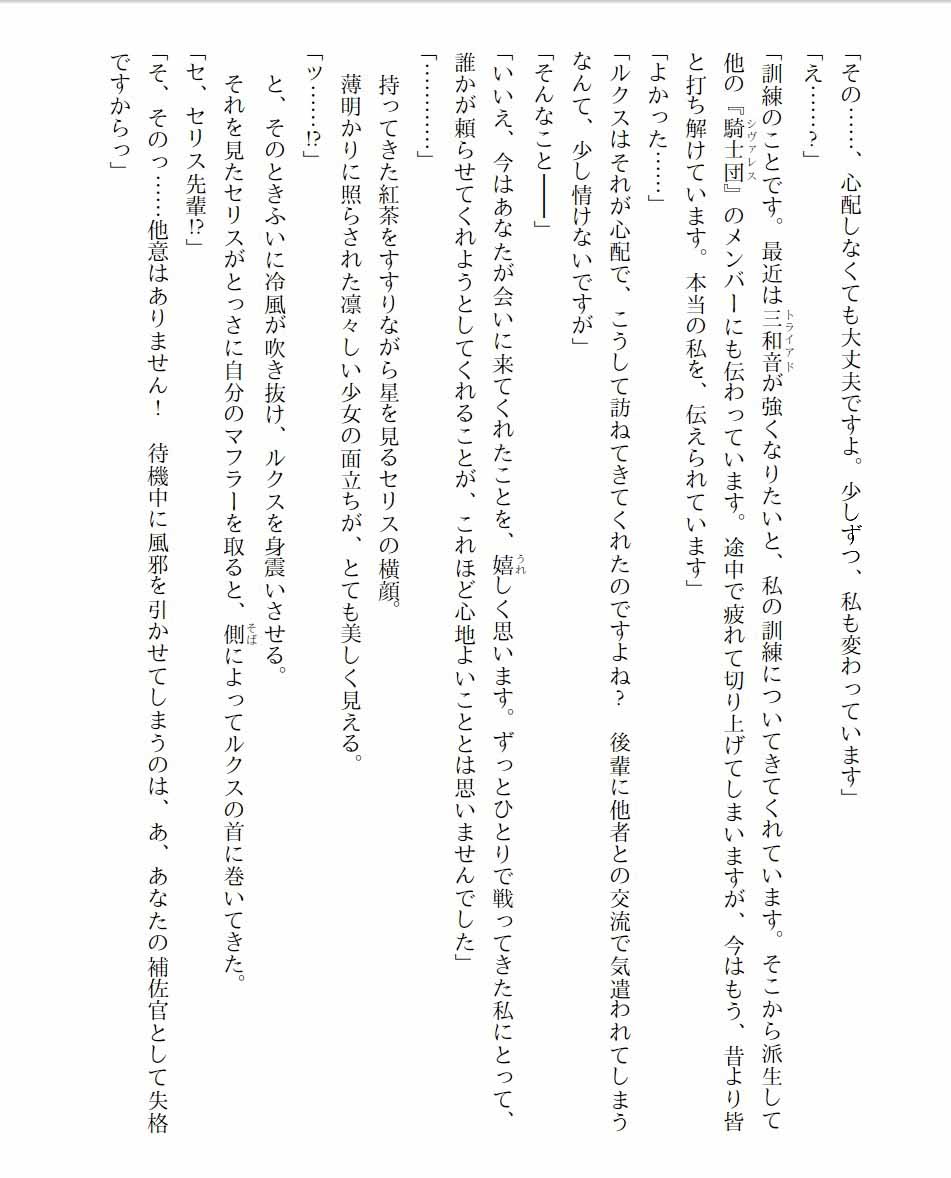 「その……、心配しなくても大丈夫ですよ。少しずつ、私も変わっています」
「え……?」
「訓練のことです。最近は三和音が強くなりたいと、私の訓練についてきてくれています。そこから派生して
他の『騎士団』のメンバーにも伝わっています。途中で疲れて切り上げてしまいますが、今はもう、昔より皆
と打ち解けています。本当の私を、伝えられています」
「よかった……」
「ルクスはそれが心配で、こうして訪ねてきてくれたのですよね?　後輩に他者との交流で気遣われてしまう
なんて、少し情けないですが」
「そんなこと――」
「いいえ、今はあなたが会いに来てくれたことを、嬉しく思います。ずっとひとりで戦ってきた私にとって、
誰かが頼らせてくれようとしてくれることが、これほど心地よいこととは思いませんでした」
「…………」
　持ってきた紅茶をすすりながら星を見るセリスの横顔。
　薄明かりに照らされた凛々しい少女の面立ちが、とても美しく見える。
「ッ……!?」
　と、そのときふいに冷風が吹き抜け、ルクスを身震いさせる。
　それを見たセリスがとっさに自分のマフラーを取ると、側によってルクスの首に巻いてきた。
「セ、セリス先輩!?」
「そ、そのっ……他意はありません!　待機中に風邪を引かせてしまうのは、あ、あなたの補佐官として失格
ですからっ」
シヴァレス
トライアド
うれ
そば